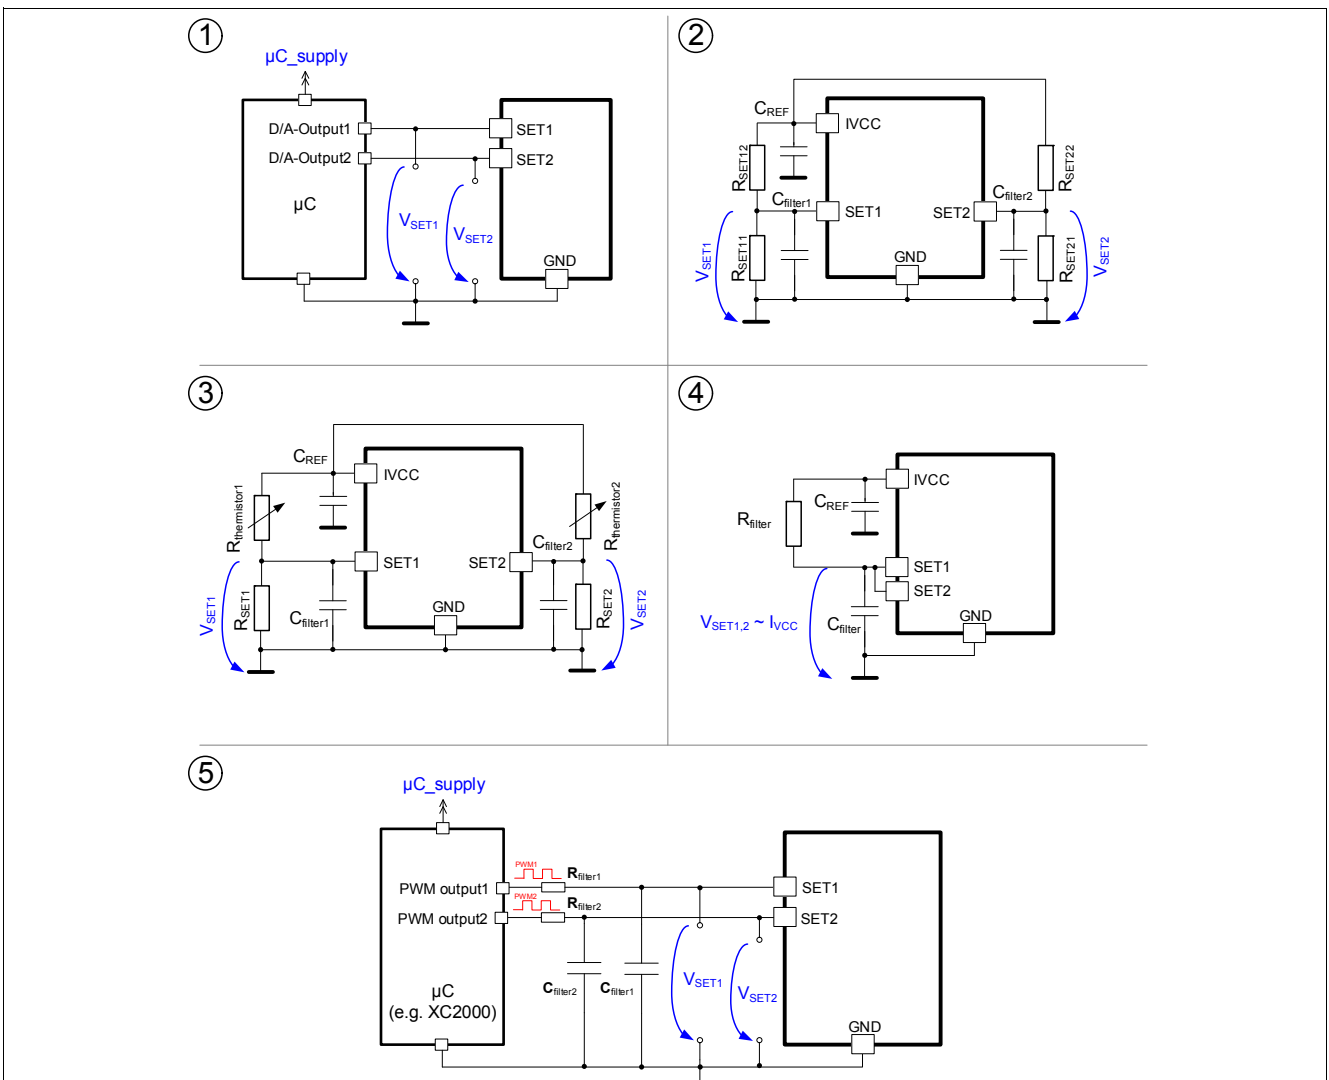 1
µC_supply
D/A-Output1
D/A-Output2
µC
SET1
SET2
VSET1
VSET2
GND
2
CREF
IVCC
RSET12
RSET22
Cfilter1
Cfilter2
SET1
SET2
RSET11
RSET21
VSET1
VSET2
GND
3
CREF
IVCC
Rthermistor1
Rthermistor2
Cfilter2
SET1
SET2
RSET1
RSET2
VSET1
VSET2
Cfilter1
GND
4
IVCC
CREF
Rfilter
SET1
SET2
VSET1,2 ~ IVCC
Cfilter
GND
5
µC_supply
PWM1
Rfilter1
PWM output1
SET1
PWM2
Rfilter2
PWM output2
SET2
µC
(e.g. XC2000)
Cfilter2
Cfilter1
VSET1
VSET2
GND